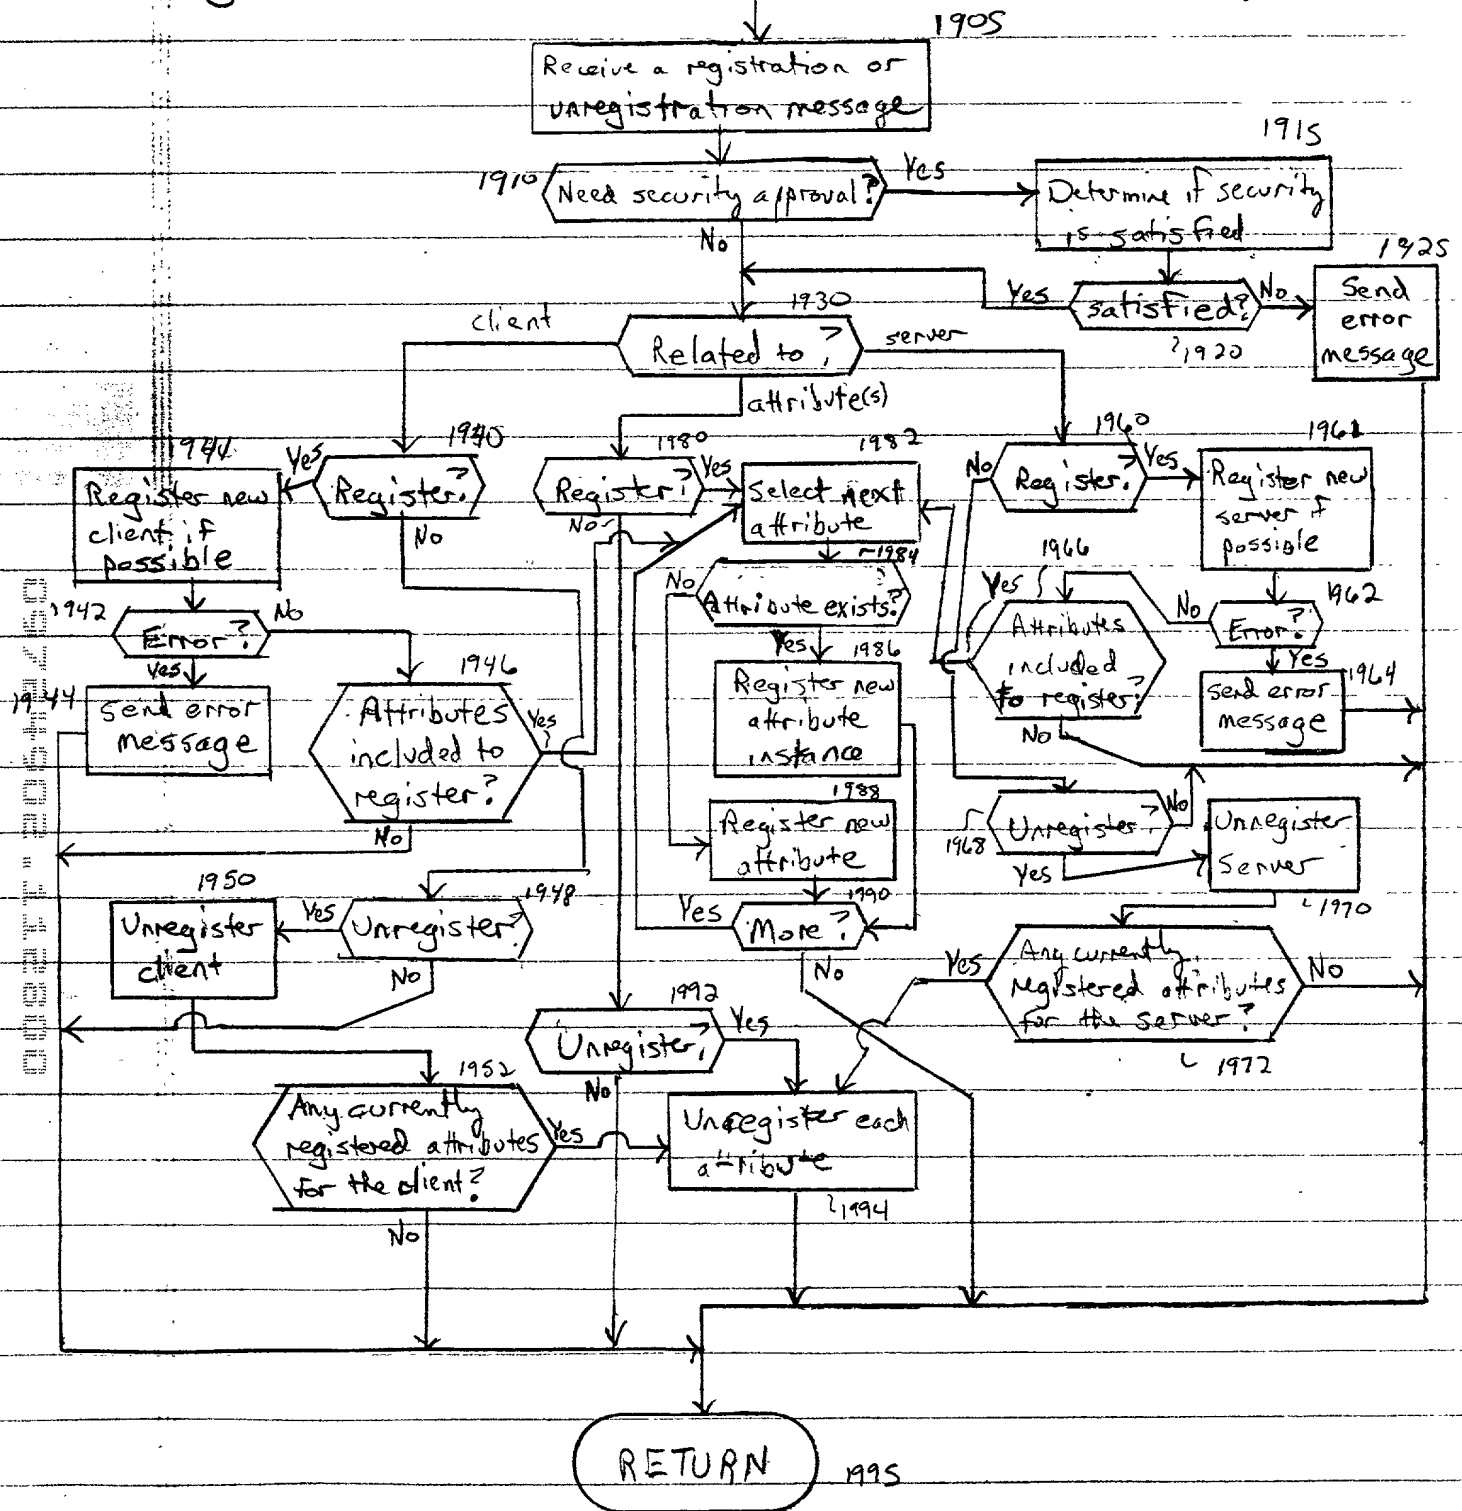 1905
Receive a registration or
unregistration message
1910
Need security approval?
Yes
No
1915
Determine if security
is satisfied
satisfied?
1920
Yes
No
1925
Send
error
message
1930
Related to?
client
attribute(s)
server
1940
Register?
Yes
No
Register new
client if
possible
1942
Error?
No
Yes
1944
Send error
message
1946
Attributes
included to
register?
Yes
No
1948
Unregister?
Yes
No
1950
Unregister
client
1952
Any currently
registered attributes
for the client?
Yes
No
1980
Register?
Yes
No
1982
Select next
attribute
1984
Attribute exists?
No
Yes
1986
Register new
attribute
instance
1988
Register new
attribute
1990
More?
Yes
No
1992
Unregister?
Yes
No
Unregister each
attribute
1994
1960
Register?
No
Yes
Register new
server if
possible
1962
Error?
No
Yes
1964
Send error
message
1966
Attributes
included
to register?
Yes
No
1968
Unregister?
No
Yes
Unregister
Server
1970
Any currently
registered attributes
for the server?
Yes
No
1972
RETURN
1995